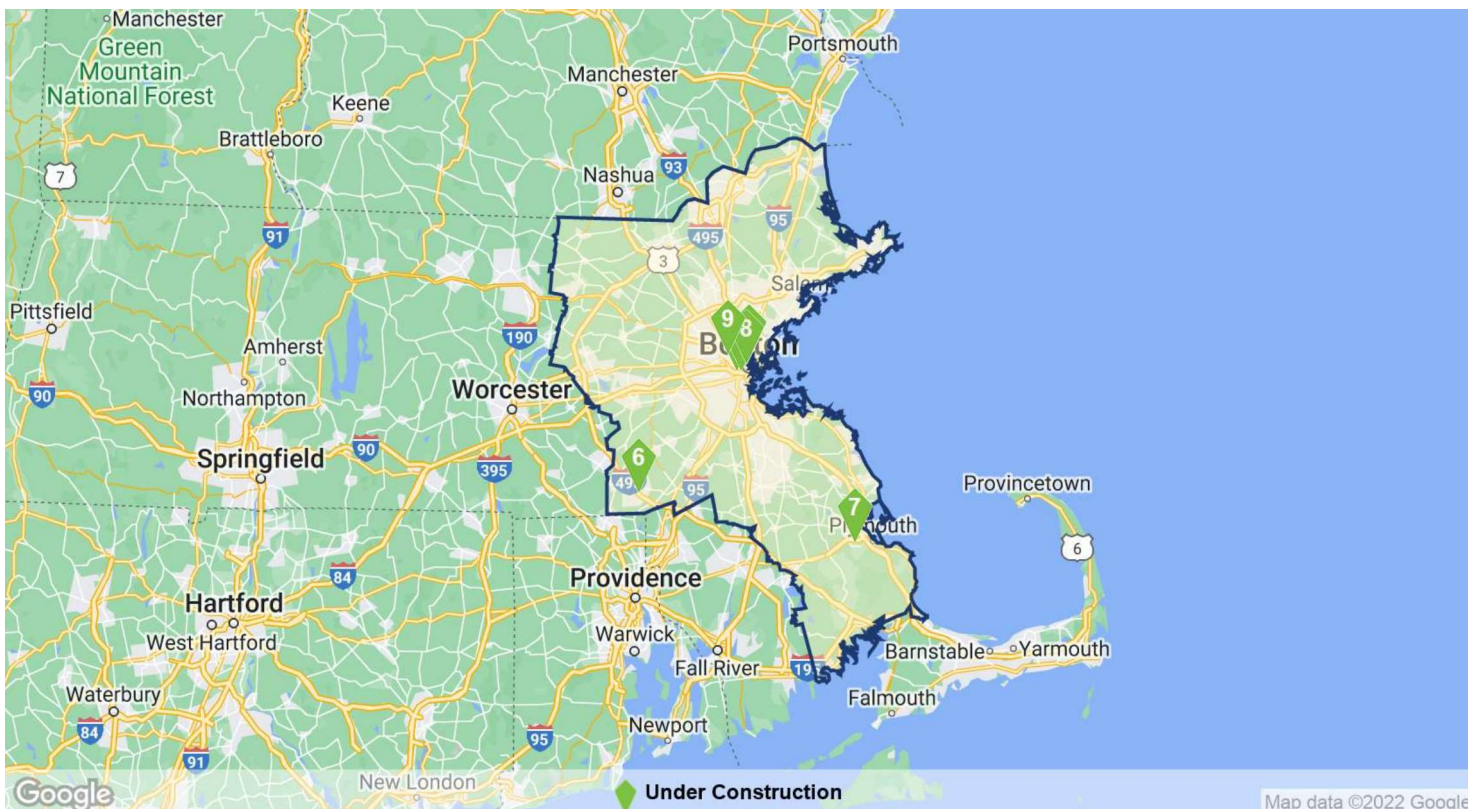 Manchester
Green
Mountain
National Forest
Portsmouth
Manchester
Keene
Brattleboro
93
7
Nashua
91
495
95
3
Salem
Pittsfield
9
8
190
Amherst
Worcester
90
Northampton
90
Springfield
395
6
495
95
Provincetown
7
Plymouth
6
84
Providence
Hartford
West Hartford
Warwick
Barnstable
Yarmouth
Fall River
195
Waterbury
Falmouth
84
Newport
95
91
New London
Google
Under Construction
Map data ©2022 Google